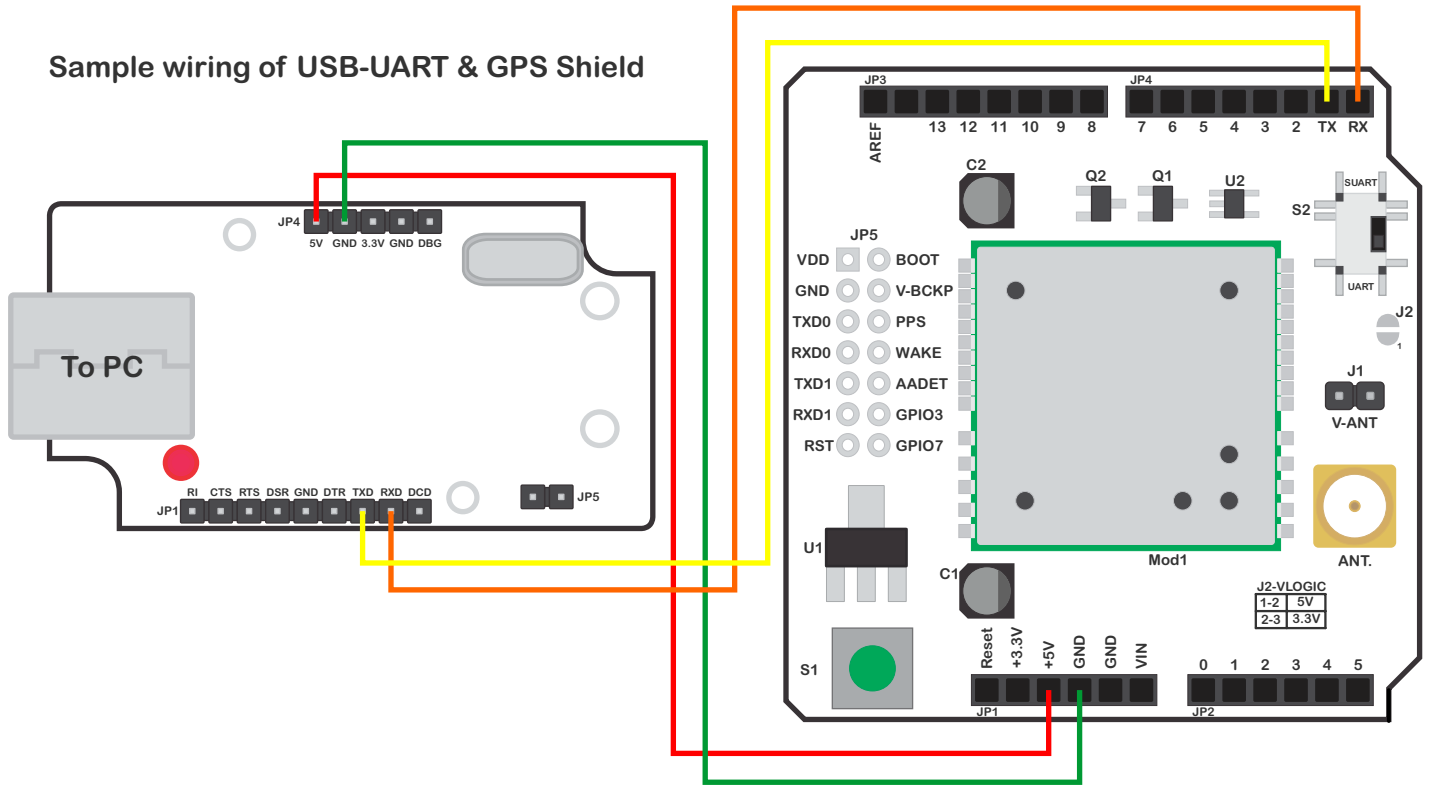 Sample wiring of USB-UART & GPS Shield
JP4
5V GND 3.3V GND DBG
To PC
RI CTS RTS DSR GND DTR TXD RXD DCD
JP1
JP5
JP3
JP4
AREF 13 12 11 10 9 8
7 6 5 4 3 2 TX RX
C2
Q2
Q1
U2
SUART
S2
UART
J2
1
J1
V-ANT
JP5
VDD BOOT
GND V-BCKP
TXD0 PPS
RXD0 WAKE
TXD1 AADET
RXD1 GPIO3
RST GPIO7
U1
C1
Mod1
ANT.
J2-VLOGIC
1-2 5V
2-3 3.3V
S1
Reset +3.3V +5V GND GND VIN
JP1
0 1 2 3 4 5
JP2